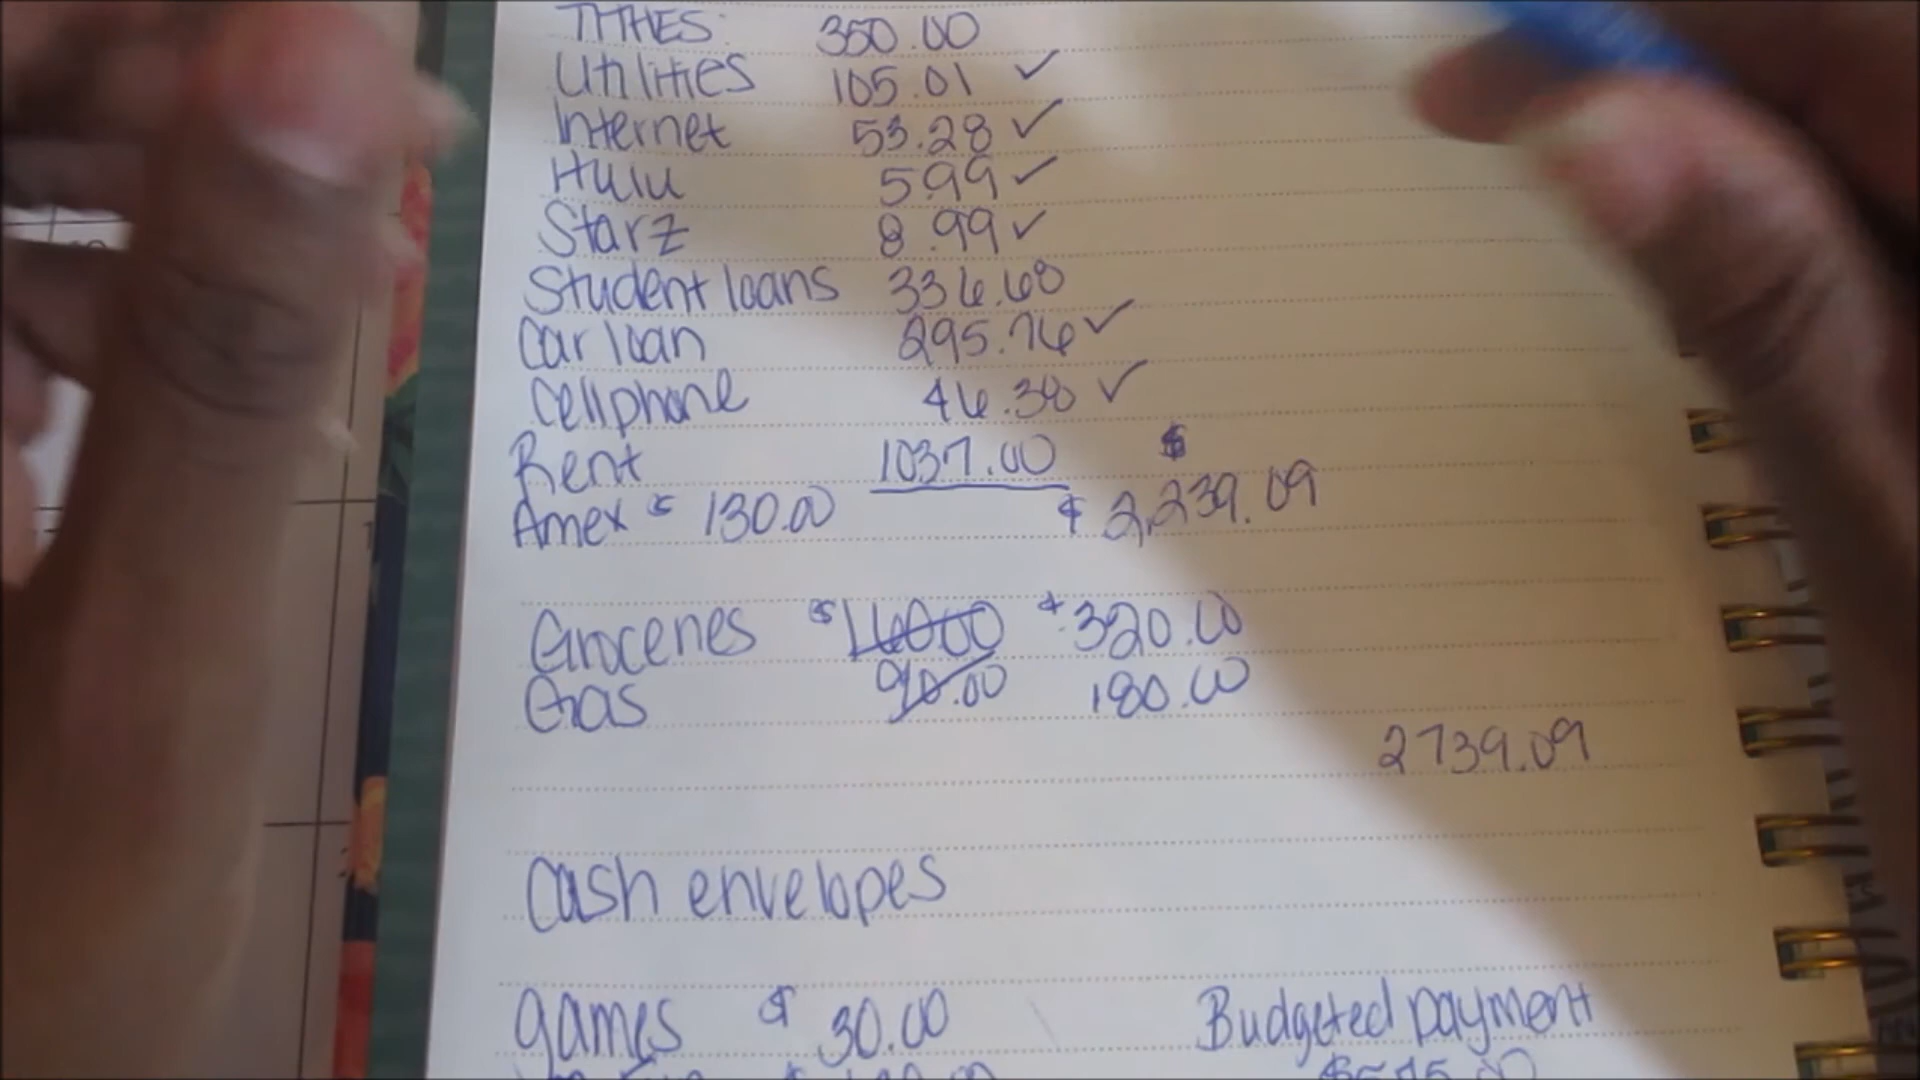 TITHES: 350.00
Utilities 105.01 ✓
Internet 53.28 ✓
Hulu 5.99 ✓
Starz 8.99 ✓
Student loans 336.68
Car loan 295.76 ✓
Cellphone 46.38 ✓
Rent 1037.00 $
Amex $ 130.00 $ 2,239.09
Groceries $ 160.00 $ 320.00
Gas 90.00 180.00
2739.09
Cash envelopes
games $ 30.00 Budgeted payment